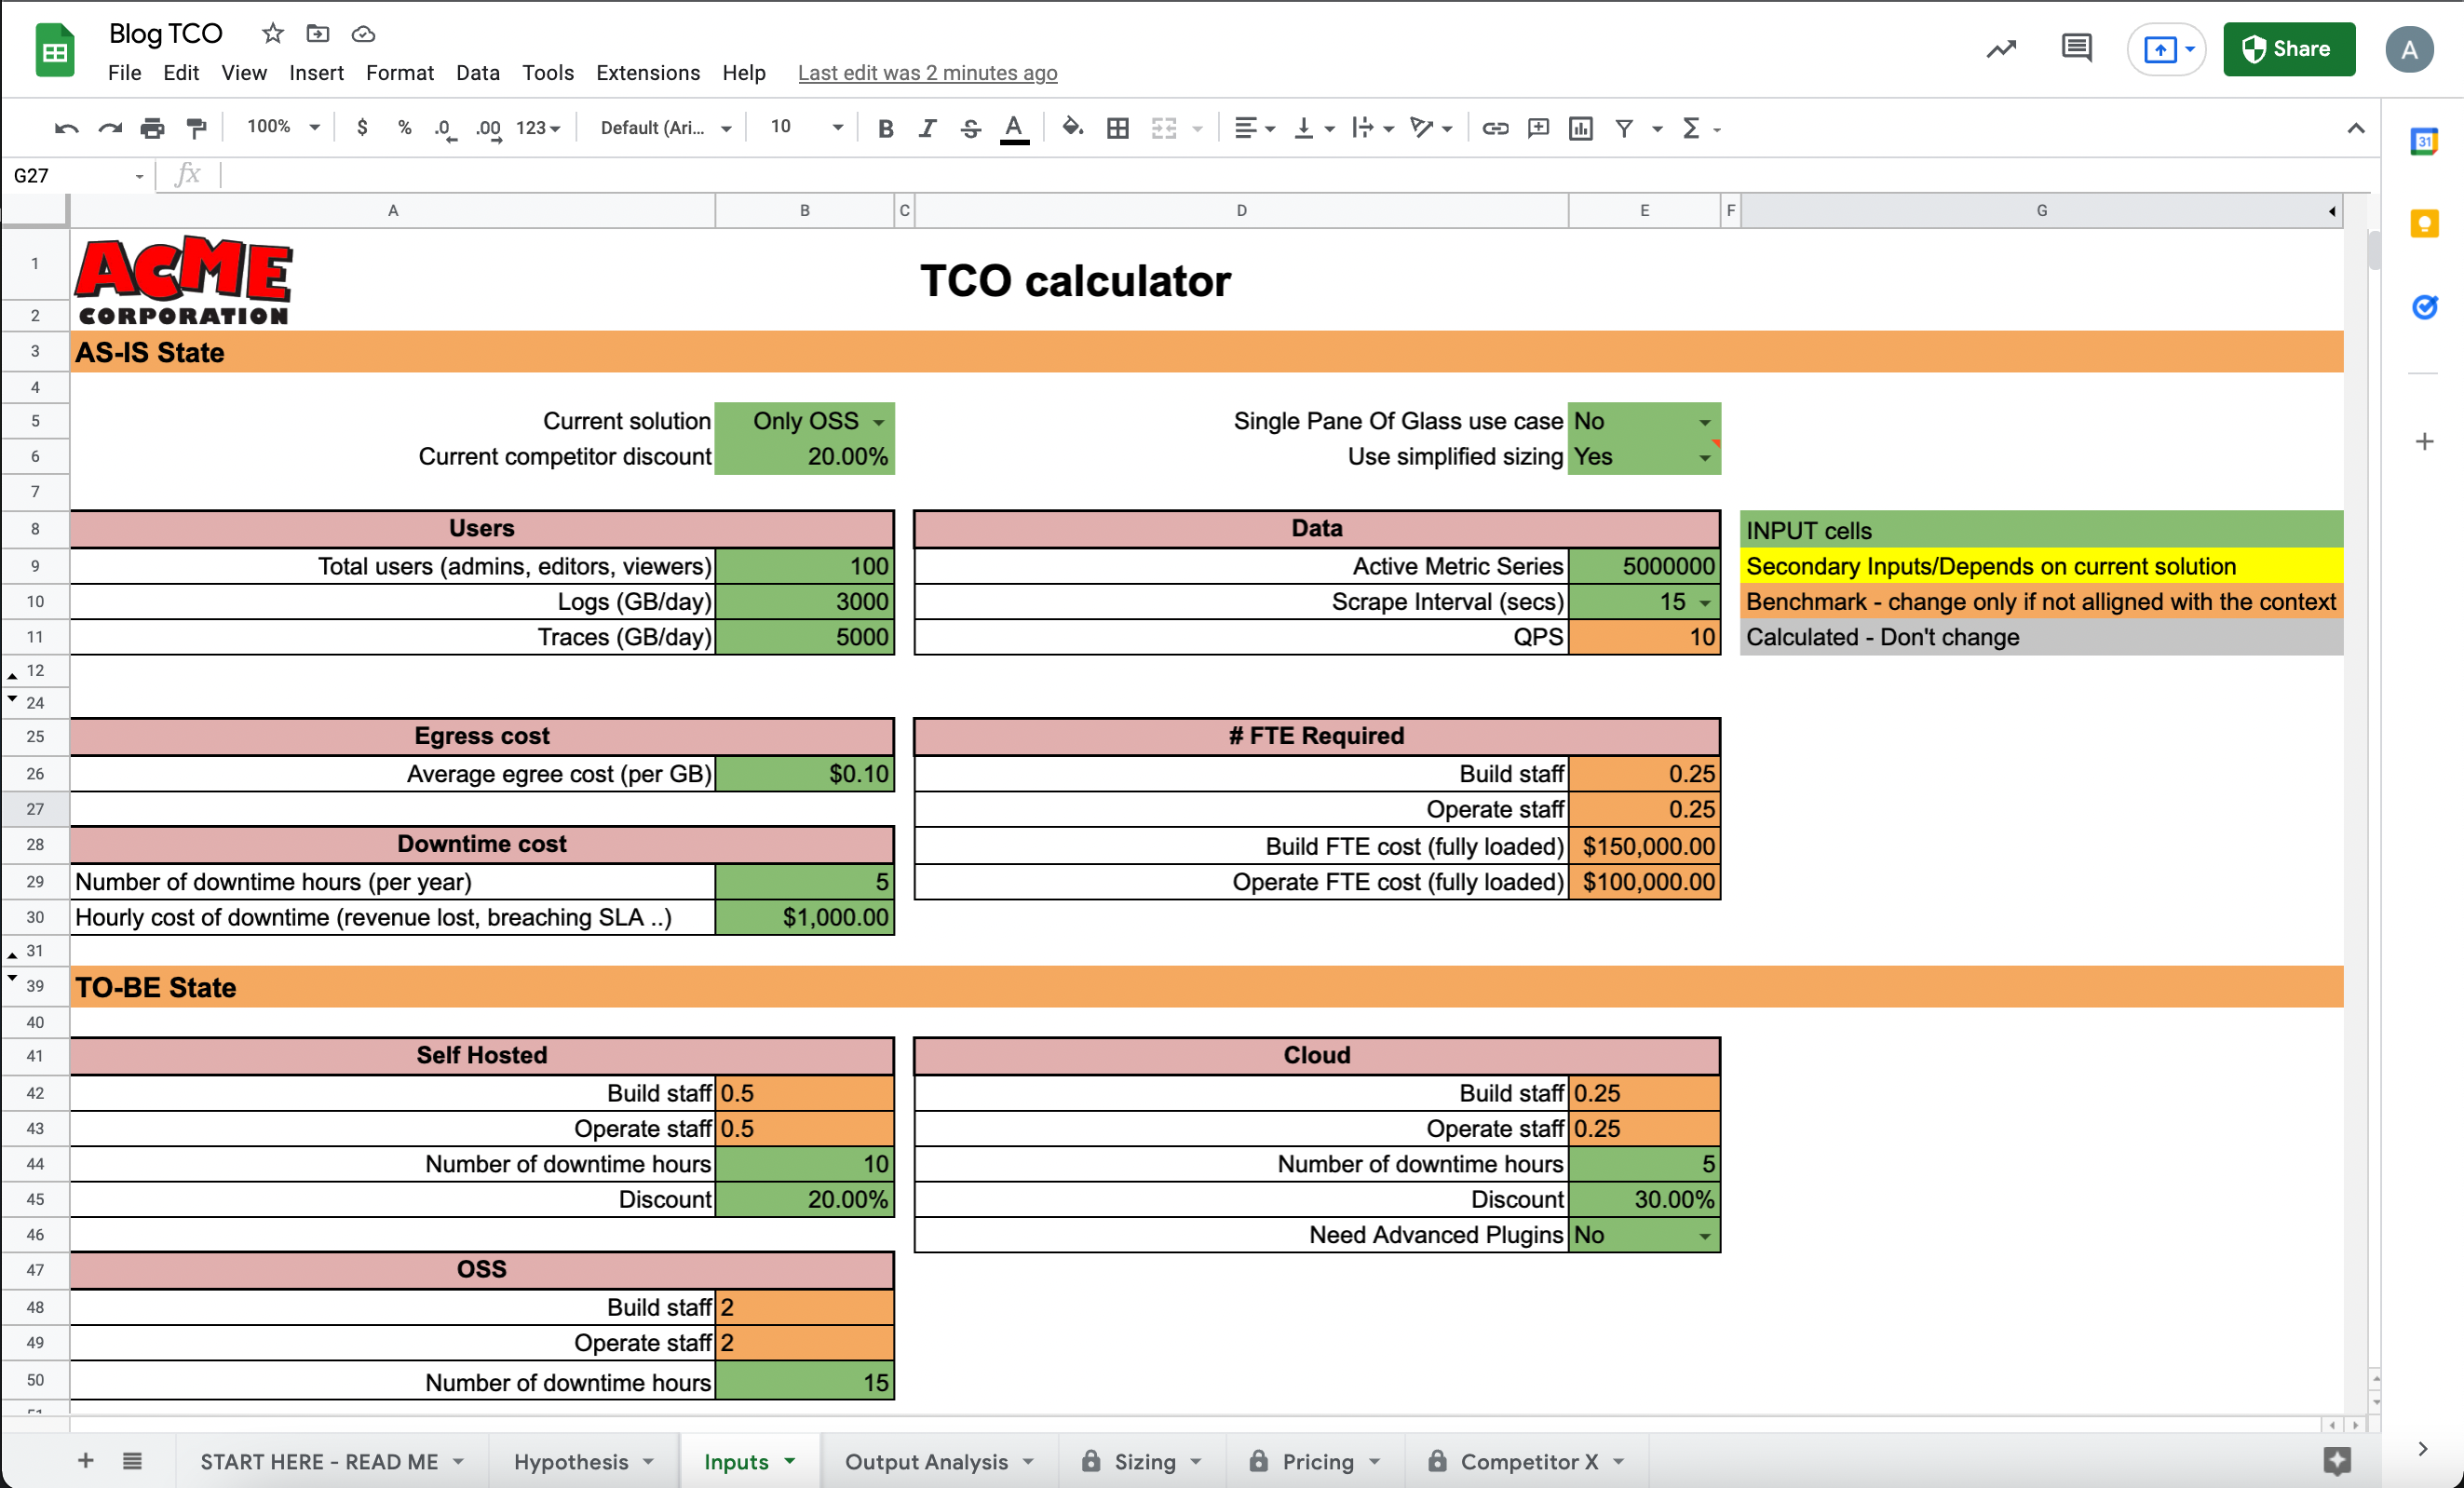 Blog TCO
File Edit View Insert Format Data Tools Extensions Help Last edit was 2 minutes ago
Share
A
100% $ % .0 .00 123 Default (Ari... 10 B I S A
31
G27 fx
A B C D E F G
1 ACME TCO calculator
2 CORPORATION
3 AS-IS State
4
5 Current solution Only OSS Single Pane Of Glass use case No
6 Current competitor discount 20.00% Use simplified sizing Yes
7
8 Users Data INPUT cells
9 Total users (admins, editors, viewers) 100 Active Metric Series 5000000 Secondary Inputs/Depends on current solution
10 Logs (GB/day) 3000 Scrape Interval (secs) 15 Benchmark - change only if not alligned with the context
11 Traces (GB/day) 5000 QPS 10 Calculated - Don't change
12
24
25 Egress cost # FTE Required
26 Average egree cost (per GB) $0.10 Build staff 0.25
27 Operate staff 0.25
28 Downtime cost Build FTE cost (fully loaded) $150,000.00
29 Number of downtime hours (per year) 5 Operate FTE cost (fully loaded) $100,000.00
30 Hourly cost of downtime (revenue lost, breaching SLA ..) $1,000.00
31
39 TO-BE State
40
41 Self Hosted Cloud
42 Build staff 0.5 Build staff 0.25
43 Operate staff 0.5 Operate staff 0.25
44 Number of downtime hours 10 Number of downtime hours 5
45 Discount 20.00% Discount 30.00%
46 Need Advanced Plugins No
47 OSS
48 Build staff 2
49 Operate staff 2
50 Number of downtime hours 15
START HERE - READ ME Hypothesis Inputs Output Analysis Sizing Pricing Competitor X